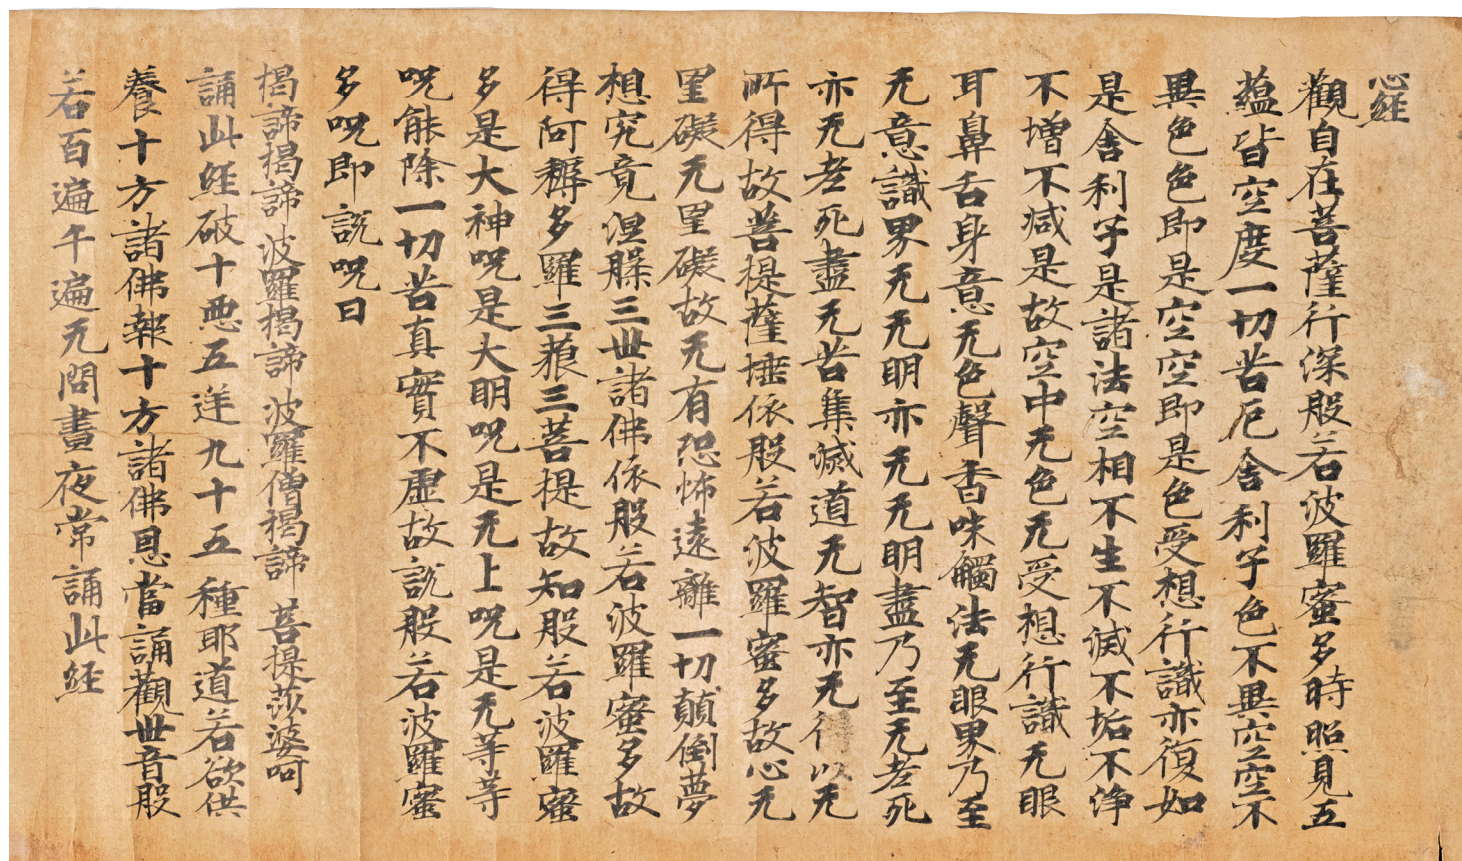 心經
觀自在菩薩行深般若波羅蜜多時照見五
蘊皆空度一切苦厄舍利子色不異空空不
異色色即是空空即是色受想行識亦復如
是舍利子是諸法空相不生不滅不垢不淨
不增不減是故空中无色无受想行識无眼
耳鼻舌身意无色聲香味觸法无眼界乃至
无意識界无无明亦无无明盡乃至无老死
亦无老死盡无苦集滅道无智亦无得以无
所得故菩提薩埵依般若波羅蜜多故心无
罣礙无罣礙故无有恐怖遠離一切顛倒夢
想究竟涅槃三世諸佛依般若波羅蜜多故
得阿耨多羅三藐三菩提故知般若波羅蜜
多是大神呪是大明呪是无上呪是无等等
呪能除一切苦真實不虛故說般若波羅蜜
多呪即說呪曰
揭諦揭諦波羅揭諦波羅僧揭諦菩提莎婆呵
誦此經破十惡五逆九十五種耶道若欲供
養十方諸佛報十方諸佛恩當誦觀世音般
若百遍千遍无問晝夜常誦此經